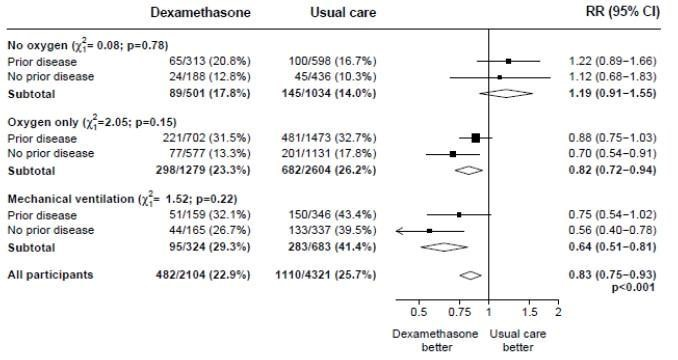 Dexamethasone Usual care RR (95% CI)
No oxygen (χ²₁= 0.08; p=0.78)
Prior disease 65/313 (20.8%) 100/598 (16.7%) 1.22 (0.89−1.66)
No prior disease 24/188 (12.8%) 45/436 (10.3%) 1.12 (0.68−1.83)
Subtotal 89/501 (17.8%) 145/1034 (14.0%) 1.19 (0.91−1.55)
Oxygen only (χ²₁=2.05; p=0.15)
Prior disease 221/702 (31.5%) 481/1473 (32.7%) 0.88 (0.75−1.03)
No prior disease 77/577 (13.3%) 201/1131 (17.8%) 0.70 (0.54−0.91)
Subtotal 298/1279 (23.3%) 682/2604 (26.2%) 0.82 (0.72−0.94)
Mechanical ventilation (χ²₁= 1.52; p=0.22)
Prior disease 51/159 (32.1%) 150/346 (43.4%) 0.75 (0.54−1.02)
No prior disease 44/165 (26.7%) 133/337 (39.5%) 0.56 (0.40−0.78)
Subtotal 95/324 (29.3%) 283/683 (41.4%) 0.64 (0.51−0.81)
All participants 482/2104 (22.9%) 1110/4321 (25.7%) 0.83 (0.75−0.93)
p<0.001
0.5 0.75 1 1.5 2
Dexamethasone Usual care
better better